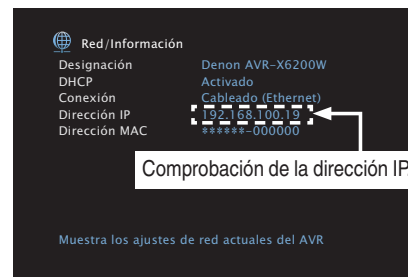 Red/Información
Designación Denon AVR-X6200W
DHCP Activado
Conexión Cableado (Ethernet)
Dirección IP 192.168.100.19
Dirección MAC ******-000000
Comprobación de la dirección IP.
Muestra los ajustes de red actuales del AVR